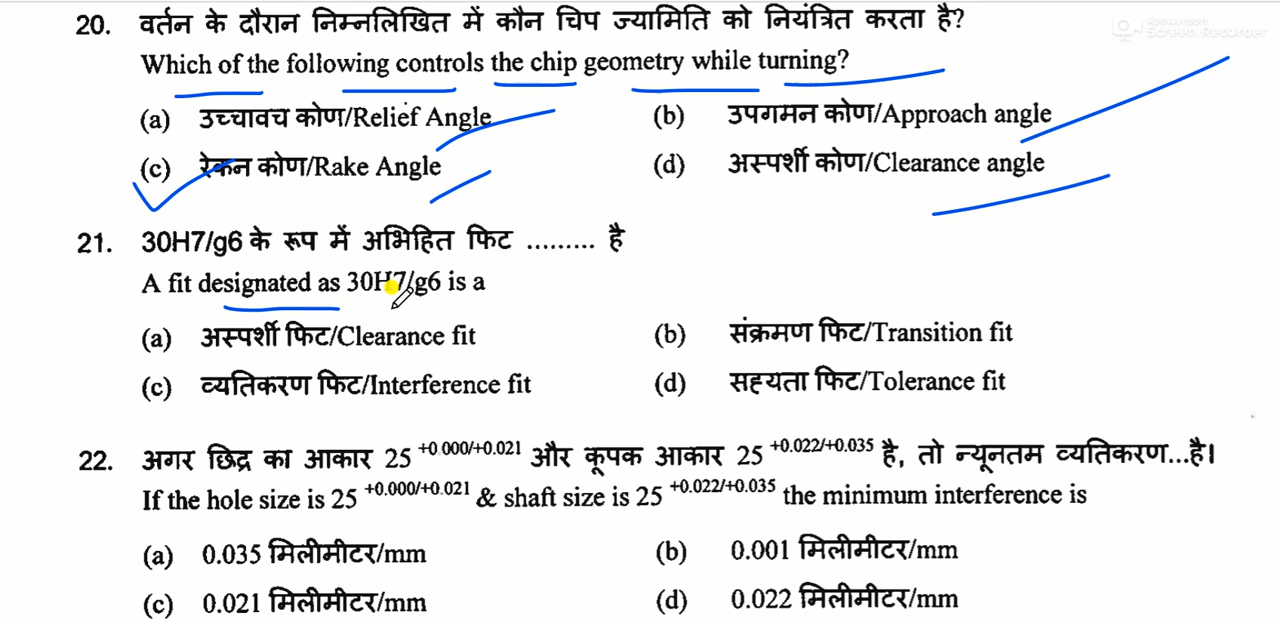 20. वर्तन के दौरान निम्नलिखित में कौन चिप ज्यामिति को नियंत्रित करता है?
Which of the following controls the chip geometry while turning?
(a) उच्चावच कोण/Relief Angle (b) उपगमन कोण/Approach angle
(c) रेकन कोण/Rake Angle (d) अस्पर्शी कोण/Clearance angle
21. 30H7/g6 के रूप में अभिहित फिट ......... है
A fit designated as 30H7/g6 is a
(a) अस्पर्शी फिट/Clearance fit (b) संक्रमण फिट/Transition fit
(c) व्यतिकरण फिट/Interference fit (d) सह्यता फिट/Tolerance fit
22. अगर छिद्र का आकार 25 +0.000/+0.021 और कूपक आकार 25 +0.022/+0.035 है, तो न्यूनतम व्यतिकरण...है।
If the hole size is 25 +0.000/+0.021 & shaft size is 25 +0.022/+0.035 the minimum interference is
(a) 0.035 मिलीमीटर/mm (b) 0.001 मिलीमीटर/mm
(c) 0.021 मिलीमीटर/mm (d) 0.022 मिलीमीटर/mm
Screen Recorder